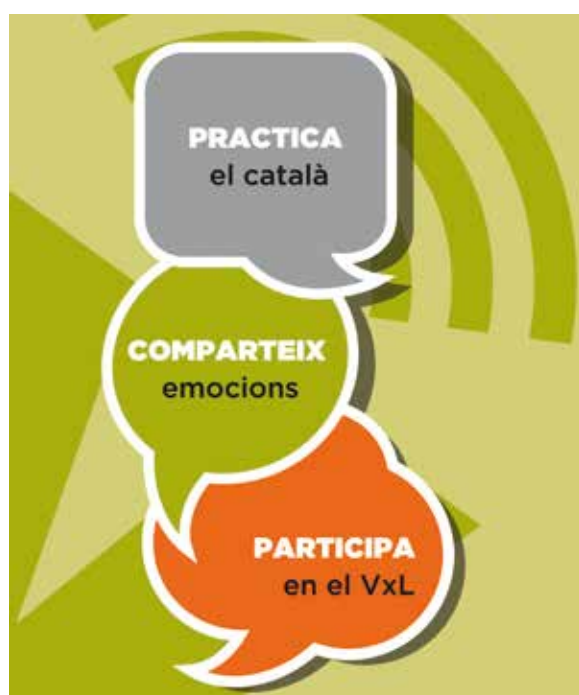 PRACTICA
el català
COMPARTEIX
emocions
PARTICIPA
en el VxL